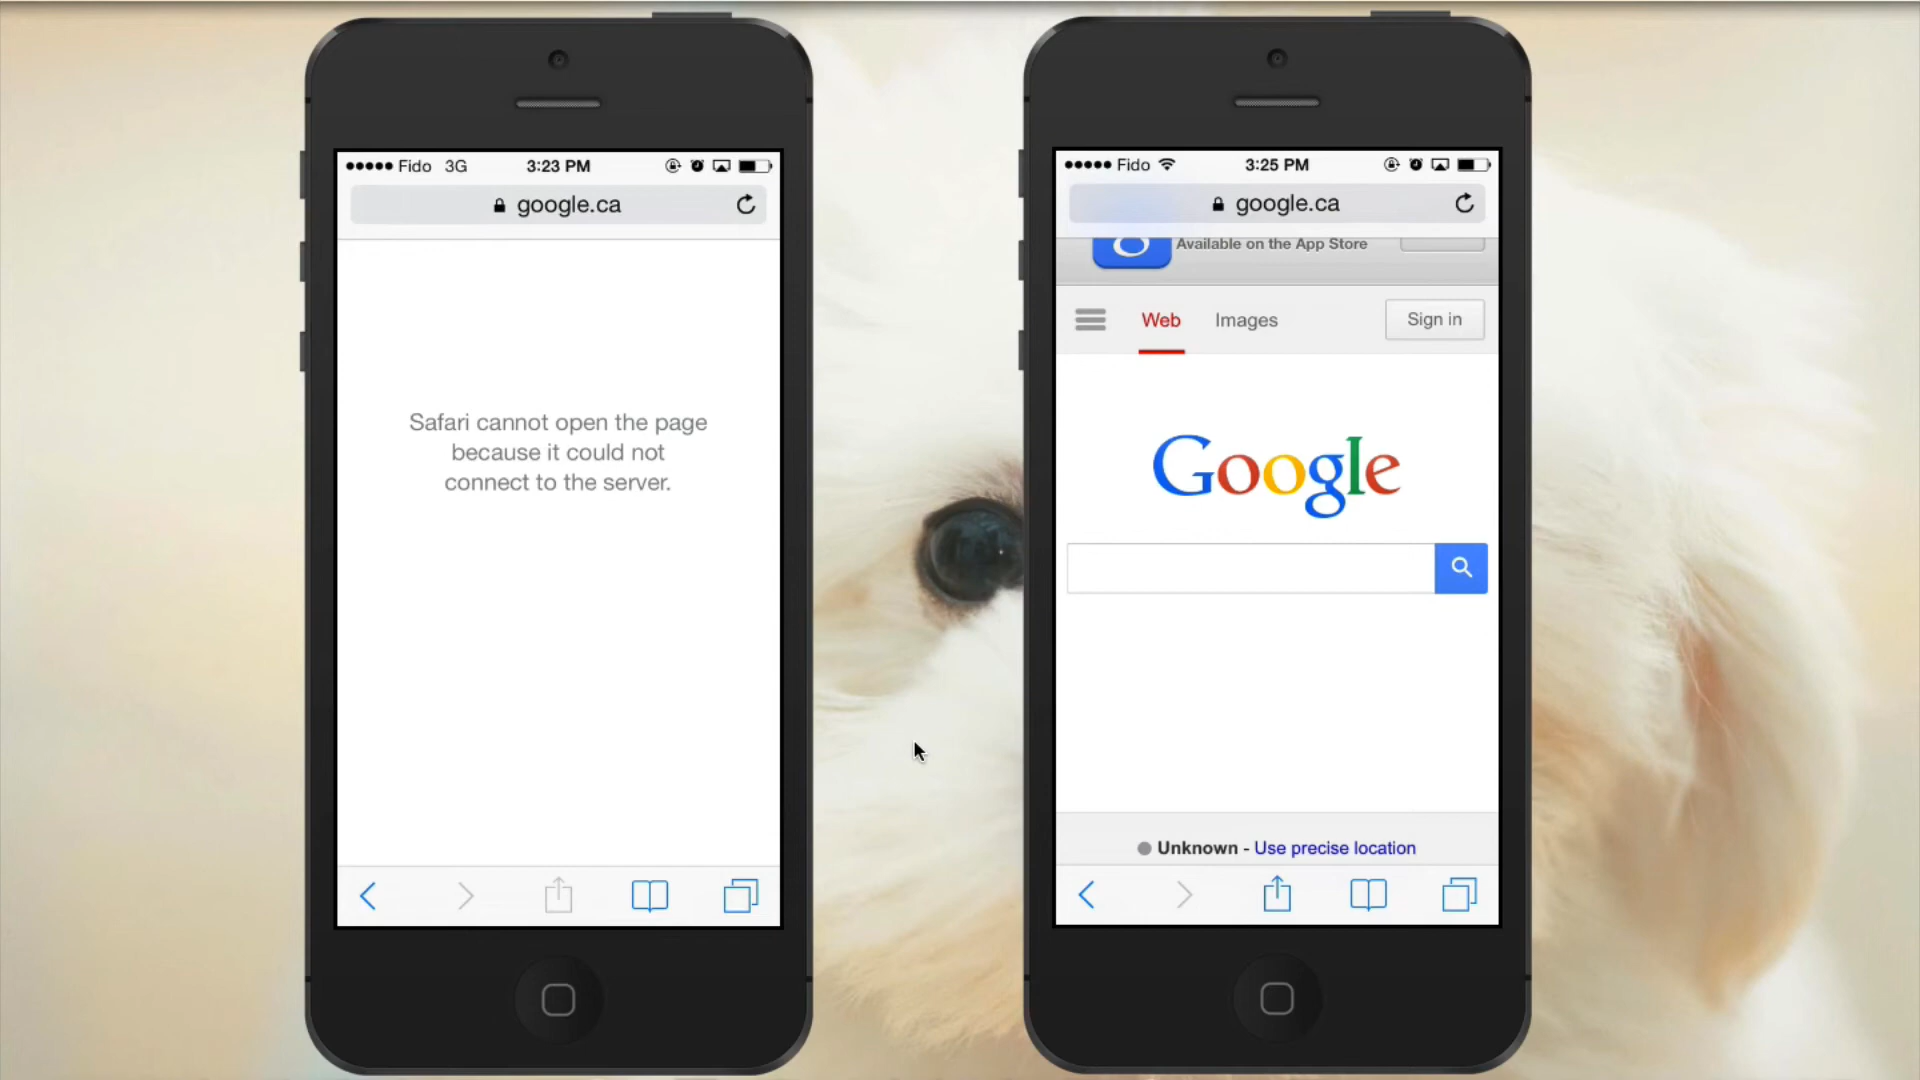 Fido 3G 3:23 PM
google.ca
Safari cannot open the page
because it could not
connect to the server.
Fido 3:25 PM
google.ca
Available on the App Store
Web Images Sign in
Google
Unknown - Use precise location